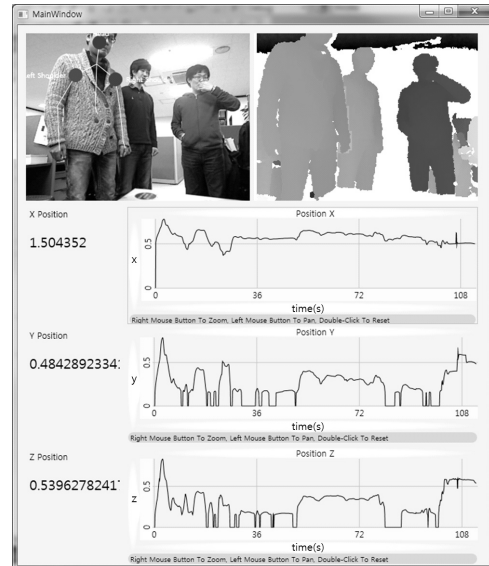 MainWindow
Left Shoulder
X Position
1.504352
Position X
x
0
0.5
0
36
72
108
time(s)
Right Mouse Button To Zoom, Left Mouse Button To Pan, Double-Click To Reset
Y Position
0.4842892334
Position Y
y
0
0.5
0
36
72
108
time(s)
Right Mouse Button To Zoom, Left Mouse Button To Pan, Double-Click To Reset
Z Position
0.539627824
Position Z
z
0
0.5
0
36
72
108
time(s)
Right Mouse Button To Zoom, Left Mouse Button To Pan, Double-Click To Reset